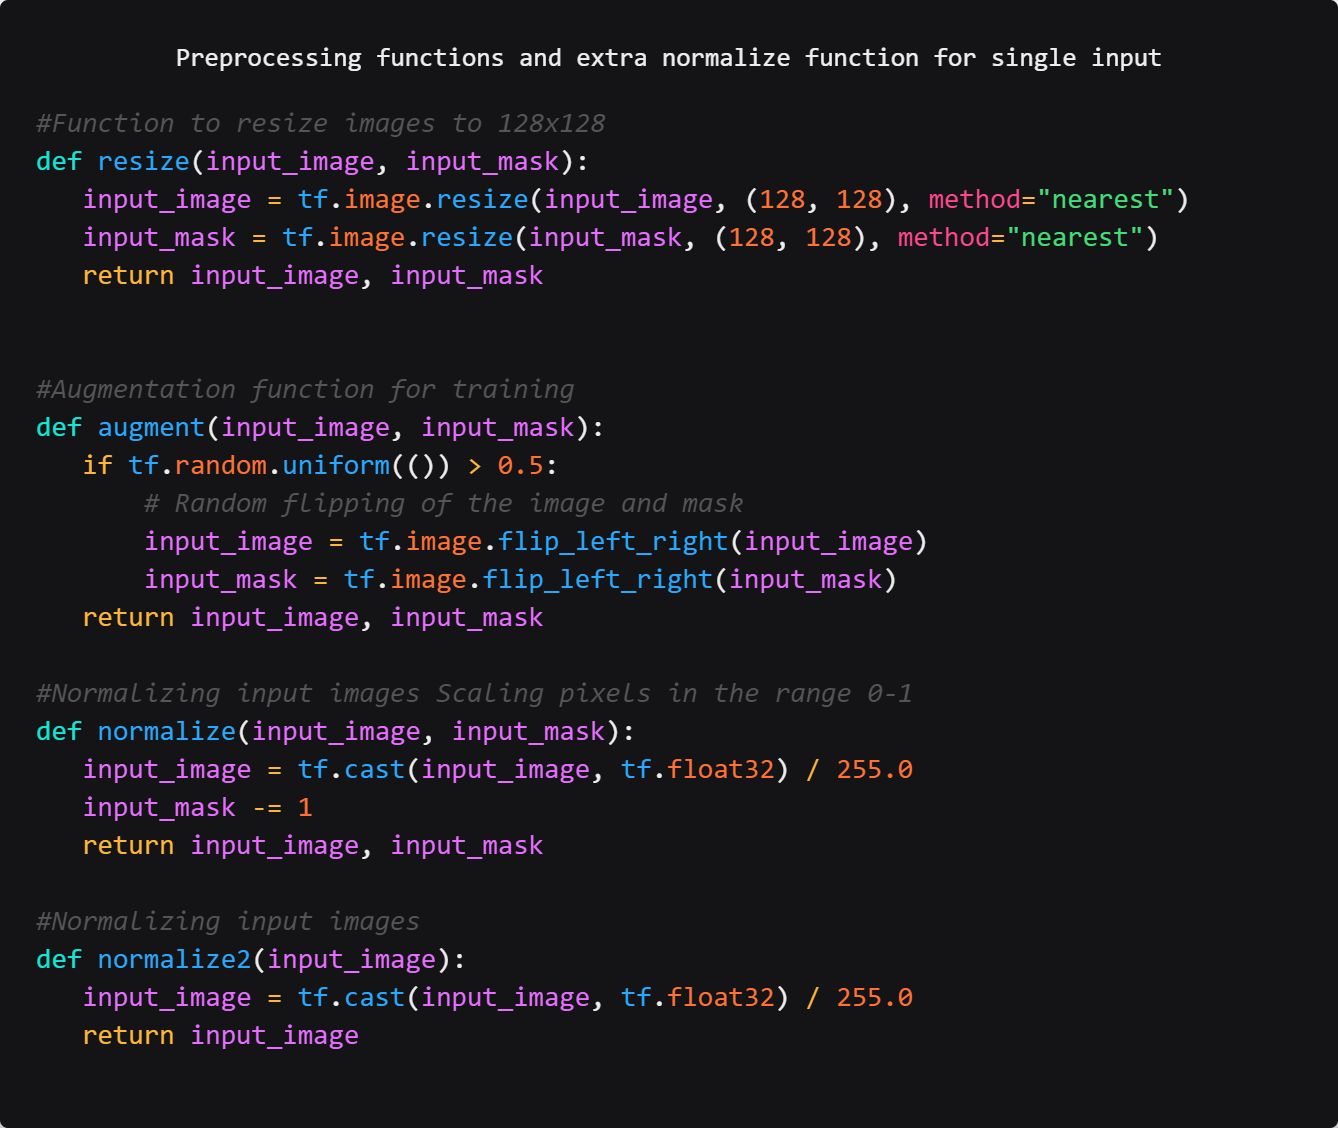 Preprocessing functions and extra normalize function for single input
#Function to resize images to 128x128
def resize(input_image, input_mask):
   input_image = tf.image.resize(input_image, (128, 128), method="nearest")
   input_mask = tf.image.resize(input_mask, (128, 128), method="nearest")
   return input_image, input_mask
#Augmentation function for training
def augment(input_image, input_mask):
   if tf.random.uniform(()) > 0.5:
       # Random flipping of the image and mask
       input_image = tf.image.flip_left_right(input_image)
       input_mask = tf.image.flip_left_right(input_mask)
   return input_image, input_mask
#Normalizing input images Scaling pixels in the range 0-1
def normalize(input_image, input_mask):
   input_image = tf.cast(input_image, tf.float32) / 255.0
   input_mask -= 1
   return input_image, input_mask
#Normalizing input images
def normalize2(input_image):
   input_image = tf.cast(input_image, tf.float32) / 255.0
   return input_image